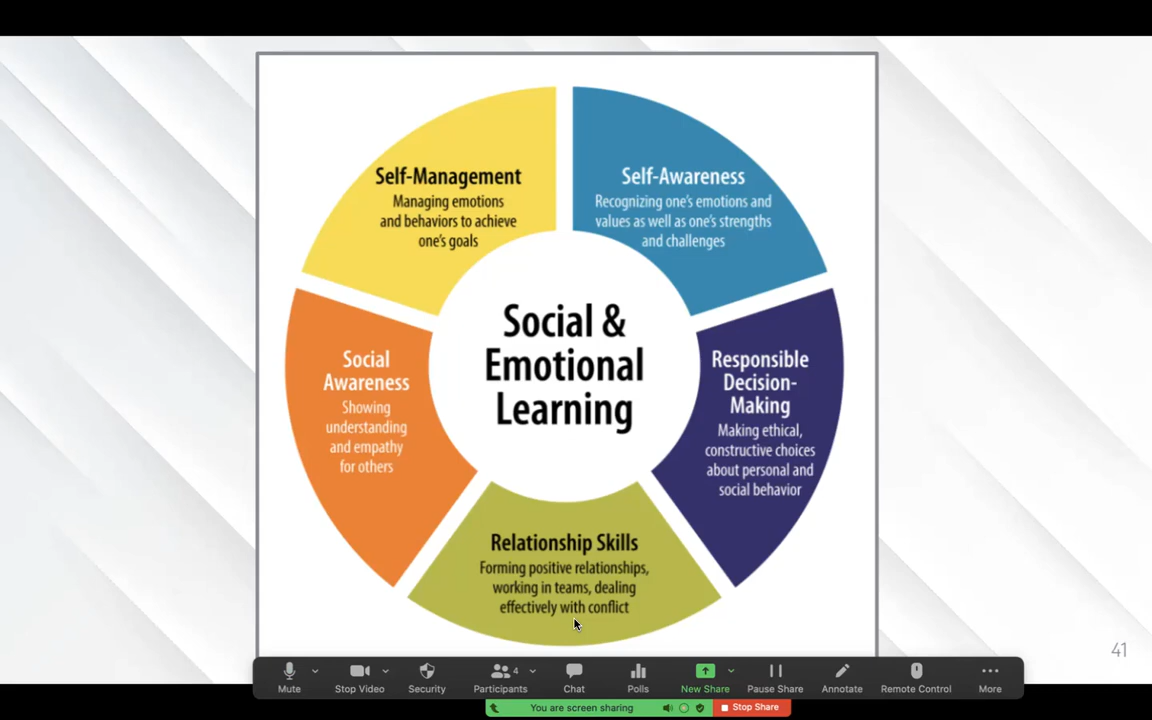 Self-Management
Managing emotions
and behaviors to achieve
one's goals
Self-Awareness
Recognizing one's emotions and
values as well as one's strengths
and challenges
Social &
Emotional
Learning
Social
Awareness
Showing
understanding
and empathy
for others
Responsible
Decision-
Making
Making ethical,
constructive choices
about personal and
social behavior
Relationship Skills
Forming positive relationships,
working in teams, dealing
effectively with conflict
41
Mute
Stop Video
Security
4
Participants
Chat
Polls
New Share
Pause Share
Annotate
Remote Control
More
You are screen sharing
Stop Share